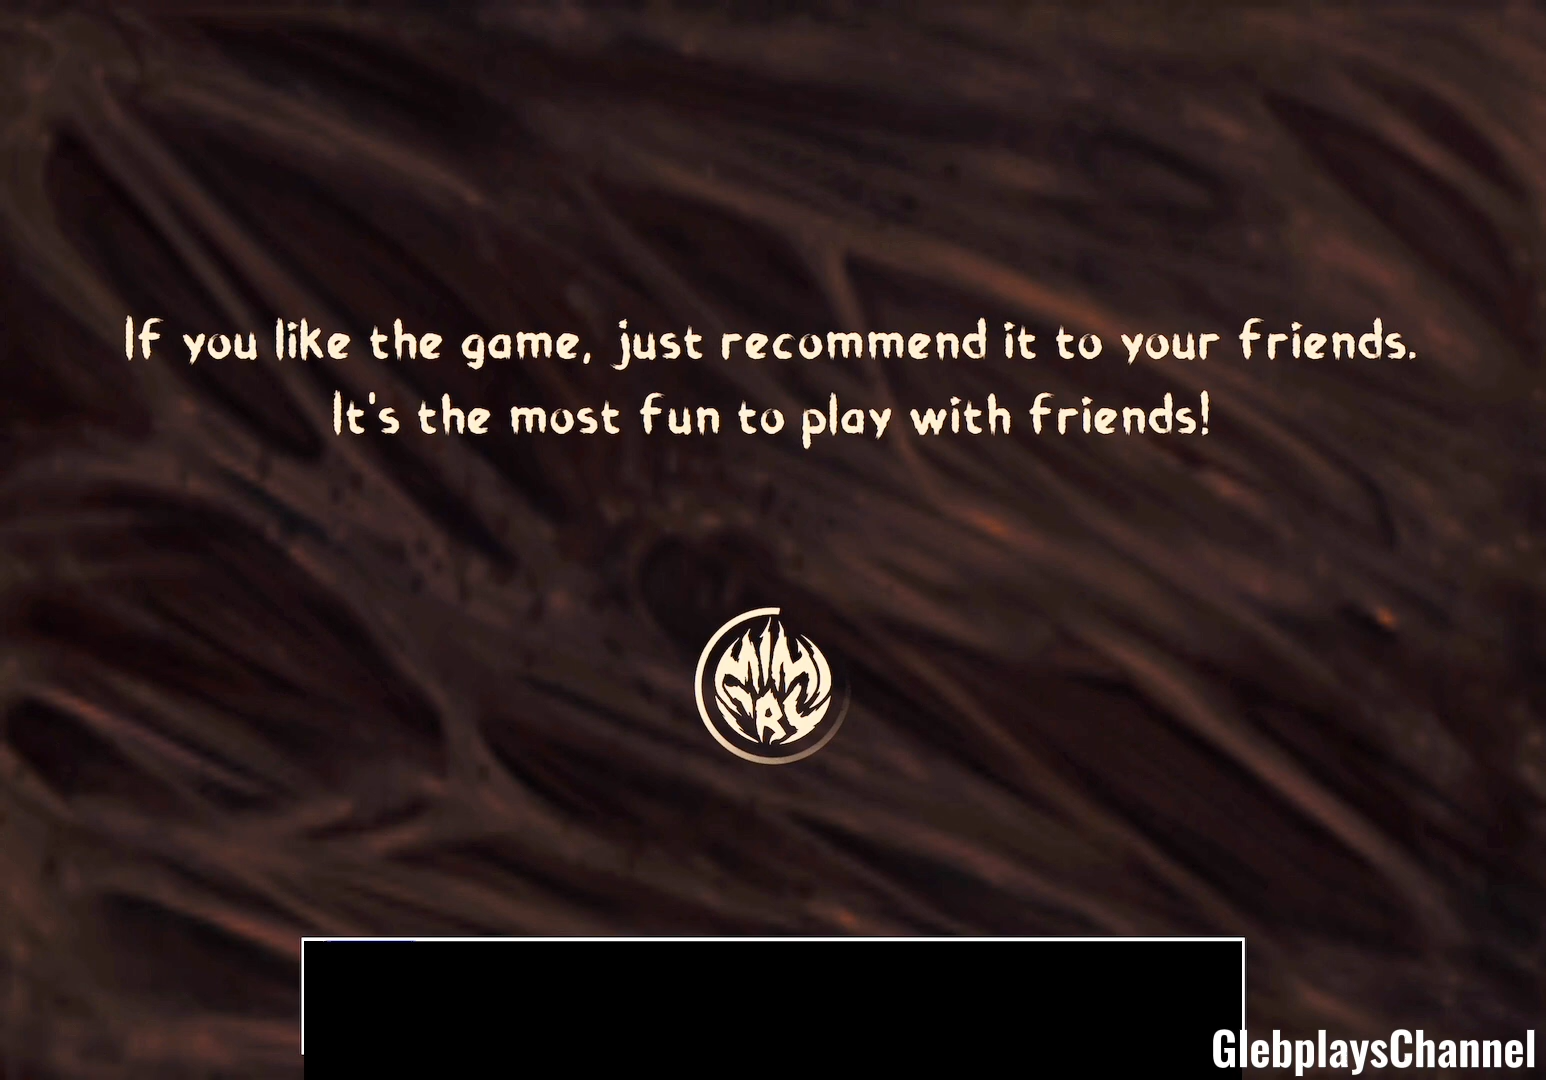 If you like the game, just recommend it to your friends.
It's the most fun to play with friends!
GlebplaysChannel